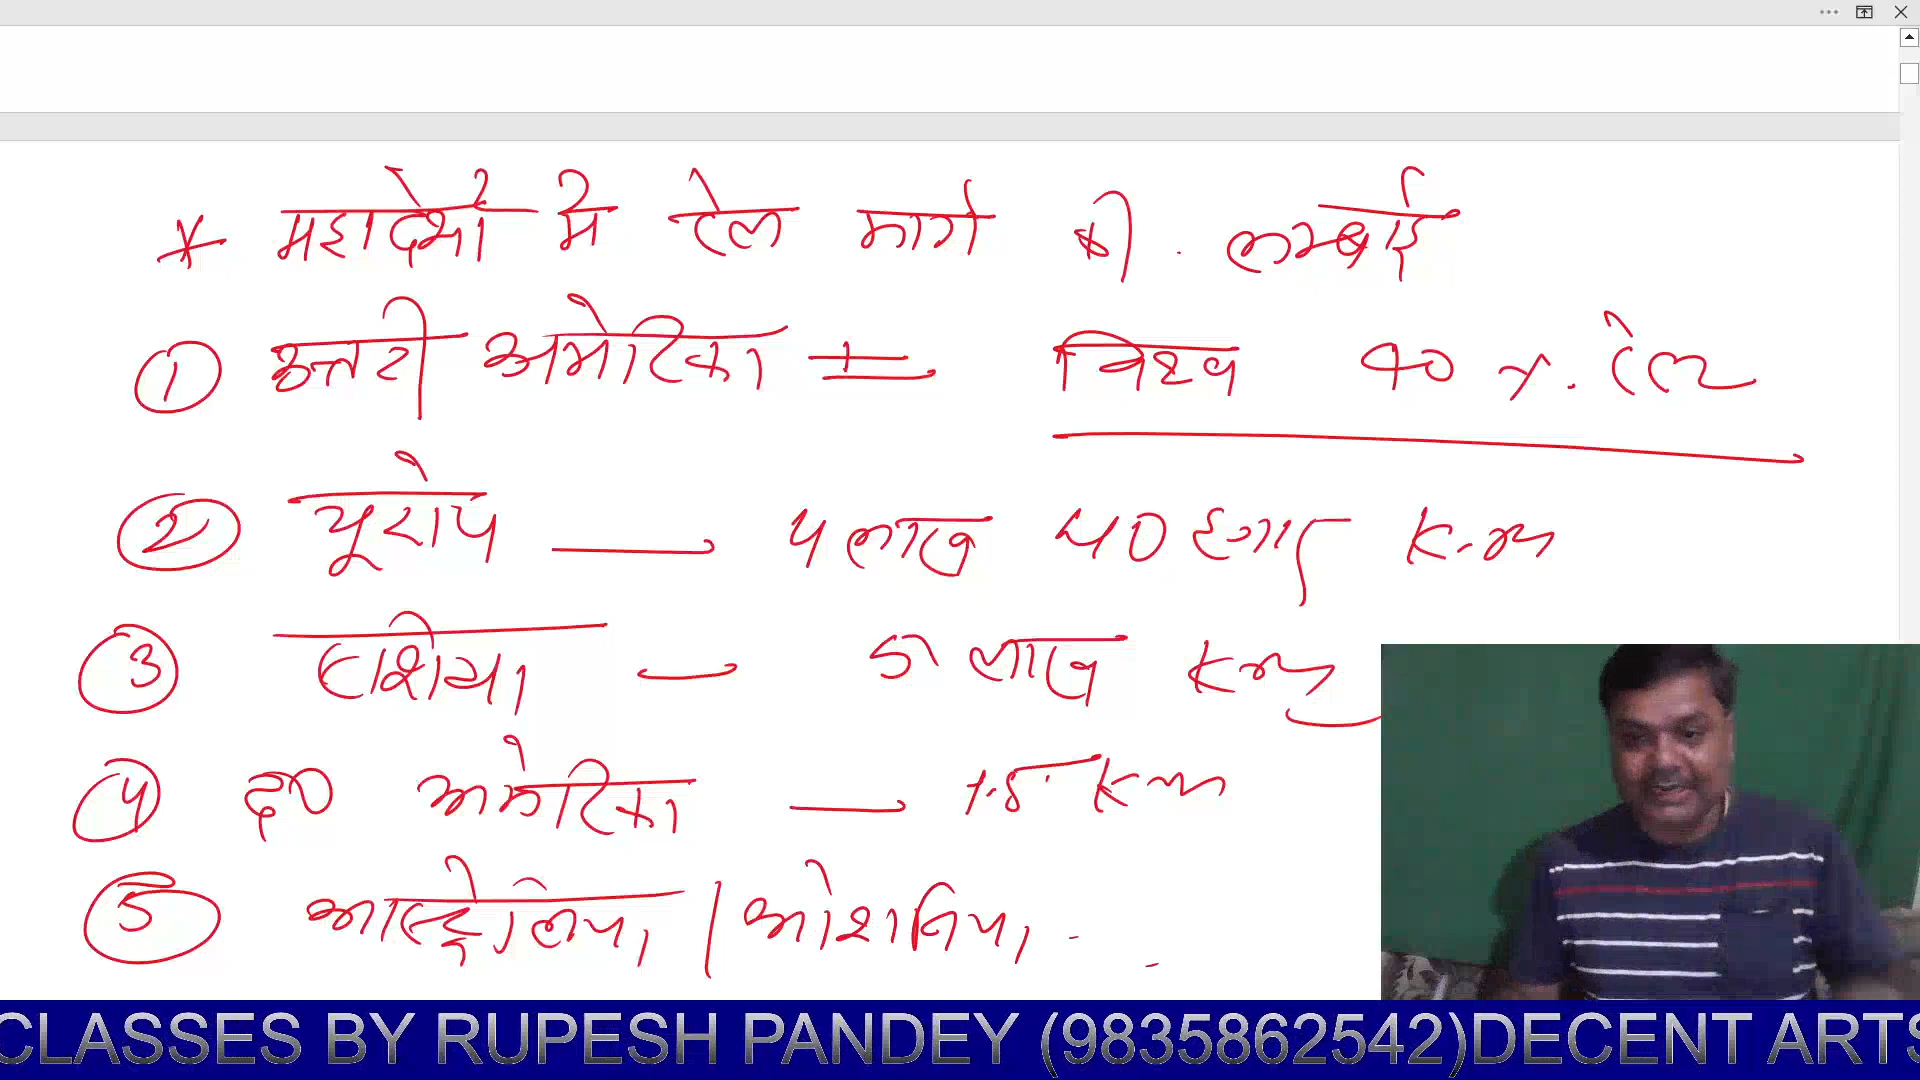 * महादेशों में रेल मार्ग की लम्बाई
① उत्तरी अमेरिका विश्व 40 %. रेल
② यूरोप — 4 लाख 40 हजार K.m
③ एशिया — 5 लाख Km
④ द० अमेरिका — 1.5 Km
⑤ आस्ट्रेलिया / ओशनिया
CLASSES BY RUPESH PANDEY (9835862542)DECENT ARTS